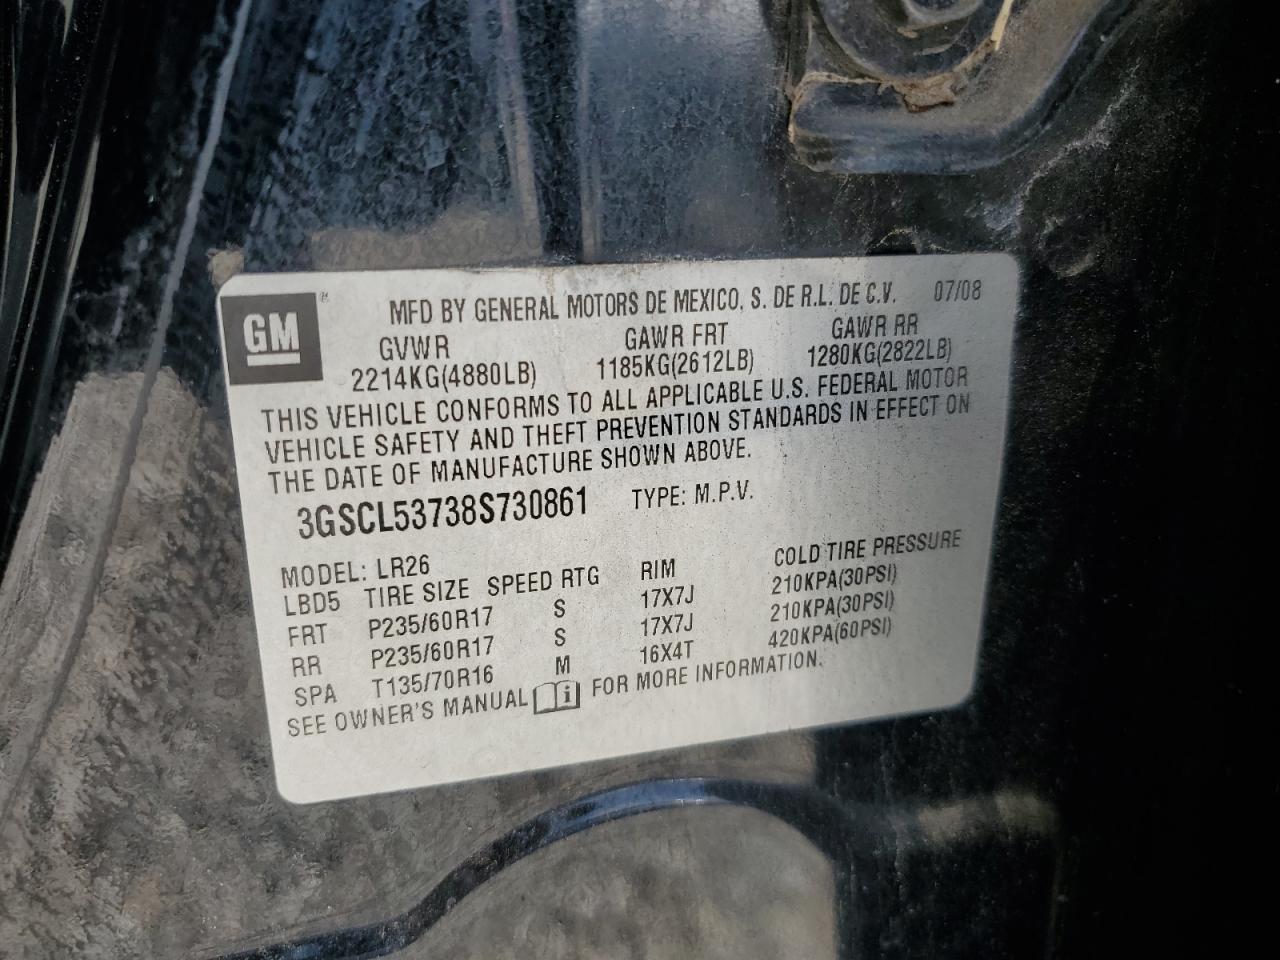 GM ® MFD BY GENERAL MOTORS DE MEXICO, S. DE R.L. DE C.V. 07/08
GVWR GAWR FRT GAWR RR
2214KG(4880LB) 1185KG(2612LB) 1280KG(2822LB)
THIS VEHICLE CONFORMS TO ALL APPLICABLE U.S. FEDERAL MOTOR
VEHICLE SAFETY AND THEFT PREVENTION STANDARDS IN EFFECT ON
THE DATE OF MANUFACTURE SHOWN ABOVE.
3GSCL53738S730861 TYPE: M.P.V.
MODEL: LR26
LBD5 TIRE SIZE SPEED RTG RIM COLD TIRE PRESSURE
FRT P235/60R17 S 17X7J 210KPA(30PSI)
RR P235/60R17 S 17X7J 210KPA(30PSI)
SPA T135/70R16 M 16X4T 420KPA(60PSI)
SEE OWNER'S MANUAL i FOR MORE INFORMATION.